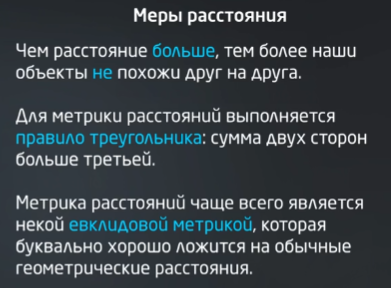 Меры расстояния
Чем расстояние больше, тем более наши
объекты не похожи друг на друга.
Для метрики расстояний выполняется
правило треугольника: сумма двух сторон
больше третьей.
Метрика расстояний чаще всего является
некой евклидовой метрикой, которая
буквально хорошо ложится на обычные
геометрические расстояния.